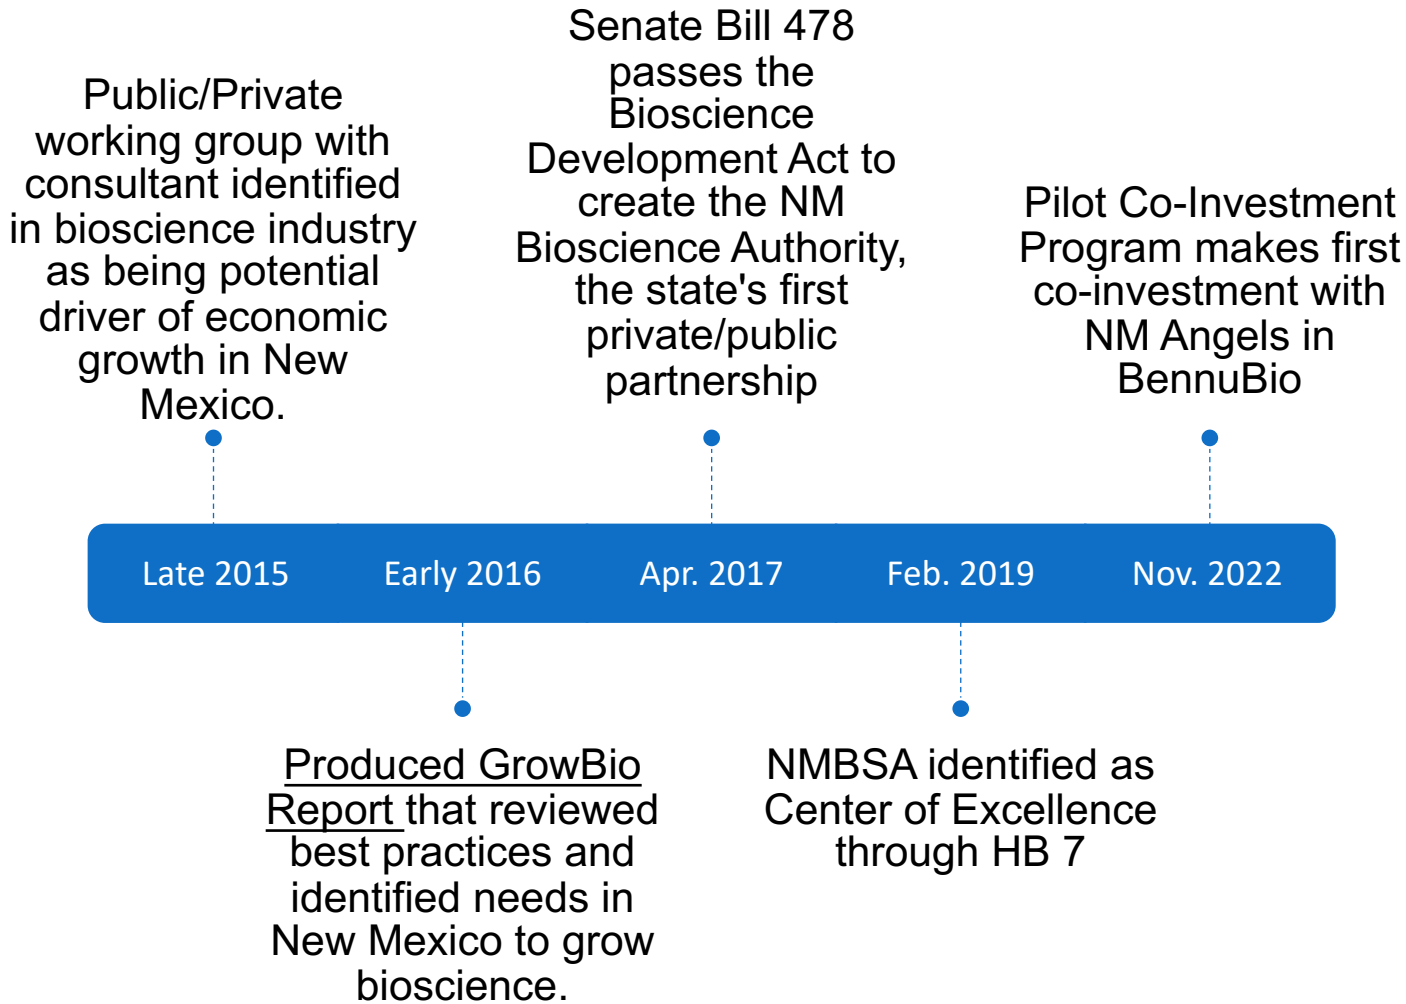 Public/Private
working group with
consultant identified
in bioscience industry
as being potential
driver of economic
growth in New
Mexico.
Senate Bill 478
passes the
Bioscience
Development Act to
create the NM
Bioscience Authority,
the state's first
private/public
partnership
Pilot Co-Investment
Program makes first
co-investment with
NM Angels in
BennuBio
Late 2015
Early 2016
Apr. 2017
Feb. 2019
Nov. 2022
Produced GrowBio
Report that reviewed
best practices and
identified needs in
New Mexico to grow
bioscience.
NMBSA identified as
Center of Excellence
through HB 7